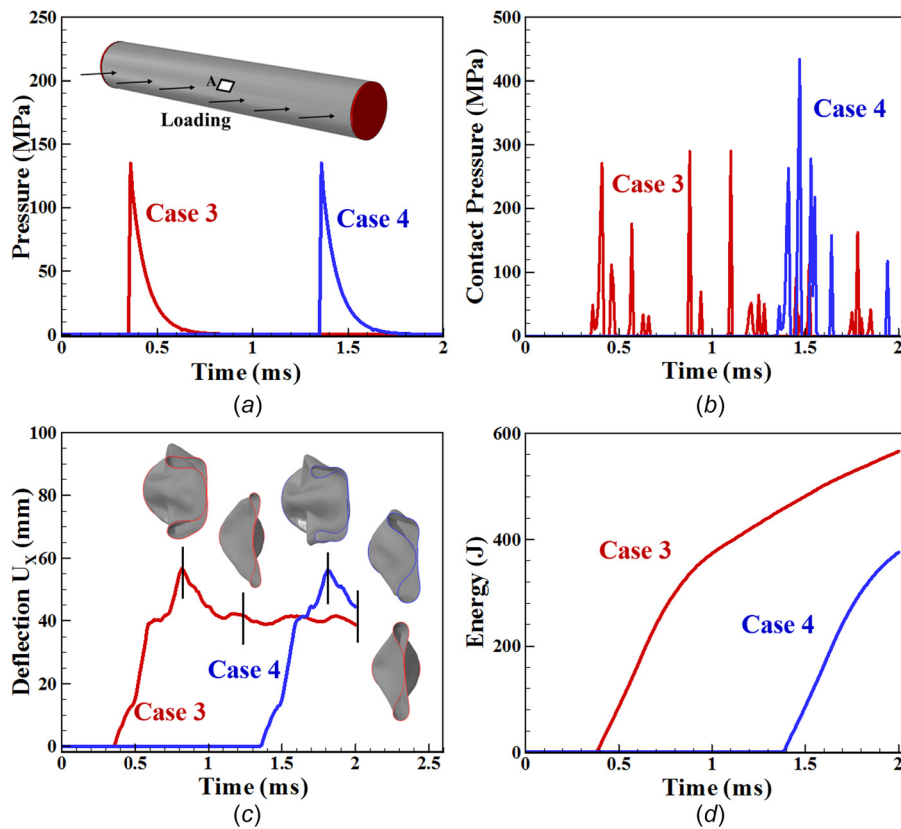 250
200
150
100
50
0
Pressure (MPa)
A
Loading
Case 3
Case 4
0 0.5 1 1.5 2
Time (ms)
(a)
500
400
300
200
100
0
Contact Pressure (MPa)
Case 3
Case 4
0 0.5 1 1.5 2
Time (ms)
(b)
100
80
60
40
20
0
Deflection Ux (mm)
Case 3
Case 4
0 0.5 1 1.5 2 2.5
Time (ms)
(c)
600
400
200
0
Energy (J)
Case 3
Case 4
0 0.5 1 1.5 2
Time (ms)
(d)